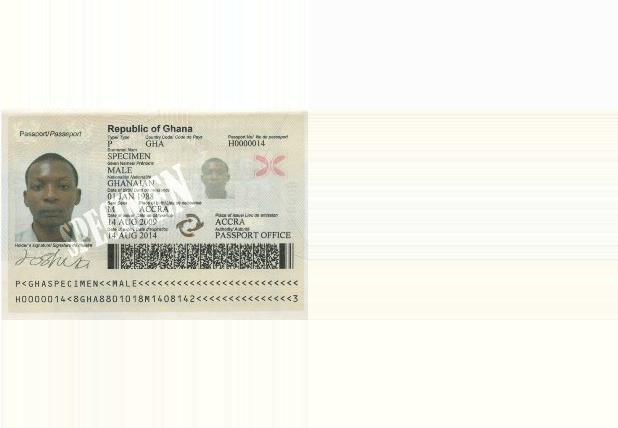 Republic of Ghana
Passport/Passeport
Type/ Type Country Code/ Code du Pays Passport No/ No de passeport
P GHA H0000014
Surname/ Nom
SPECIMEN
Given Names/ Prénoms
MALE
Nationality/ Nationalité
GHANAIAN
Date of birth/ Date de naissance
01 JAN 1988
Sex/ Sexe Place of birth/ Lieu de naissance
M ACCRA
Date of issue/ Date de délivrance Place of issue/ Lieu de émission
14 AUG 2009 ACCRA
Date of expiry/ Date d'expiration Authority/ Autorité
14 AUG 2014 PASSPORT OFFICE
Holder's signature/ Signature du titulaire
SPECIMEN
P<GHASPECIMEN<<MALE<<<<<<<<<<<<<<<<<<<<<<<<<
H0000014<8GHA8801018M1408142<<<<<<<<<<<<<<<3